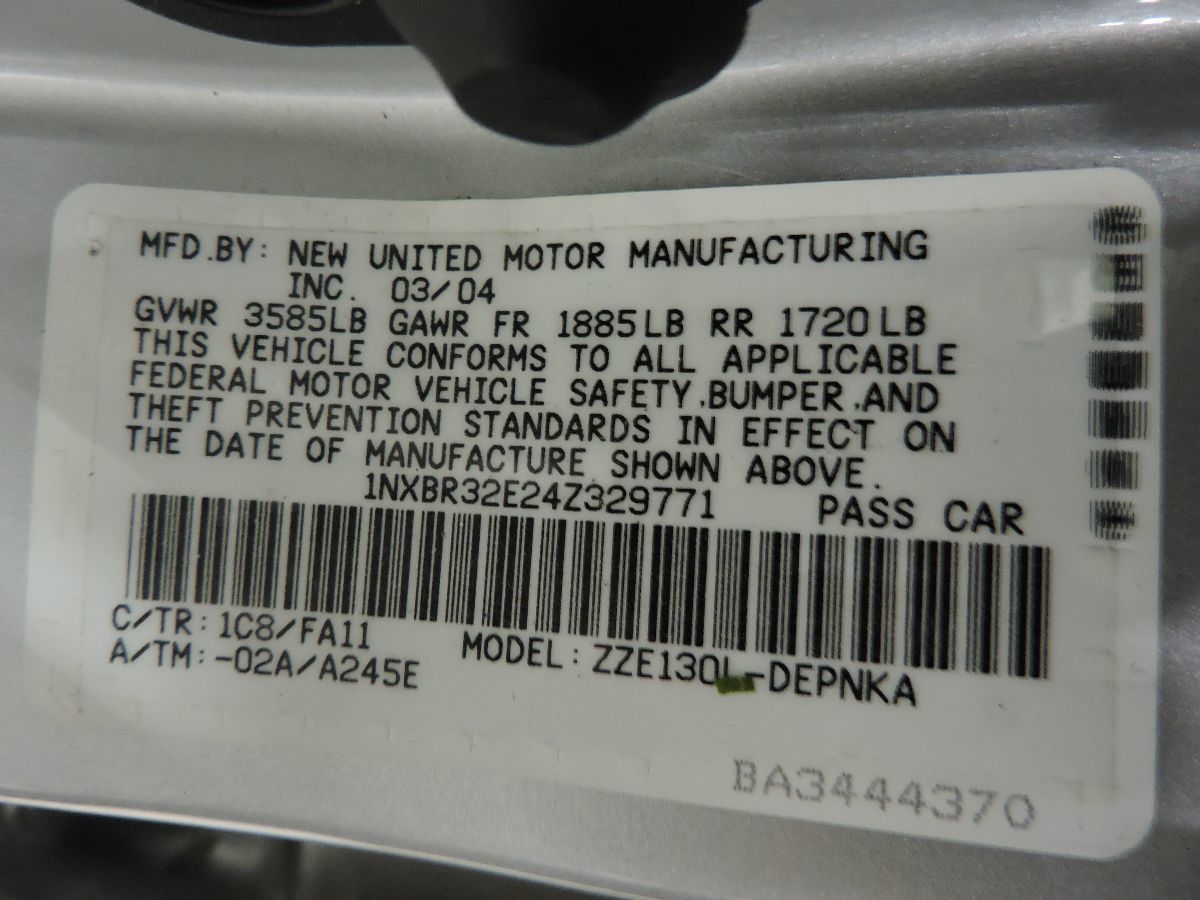 MFD.BY: NEW UNITED MOTOR MANUFACTURING
INC. 03/04
GVWR 3585LB GAWR FR 1885LB RR 1720LB
THIS VEHICLE CONFORMS TO ALL APPLICABLE
FEDERAL MOTOR VEHICLE SAFETY.BUMPER.AND
THEFT PREVENTION STANDARDS IN EFFECT ON
THE DATE OF MANUFACTURE SHOWN ABOVE.
1NXBR32E24Z329771 PASS CAR
C/TR: 1C8/FA11
A/TM:-02A/A245E MODEL: ZZE130L-DEPNKA
BA3444370